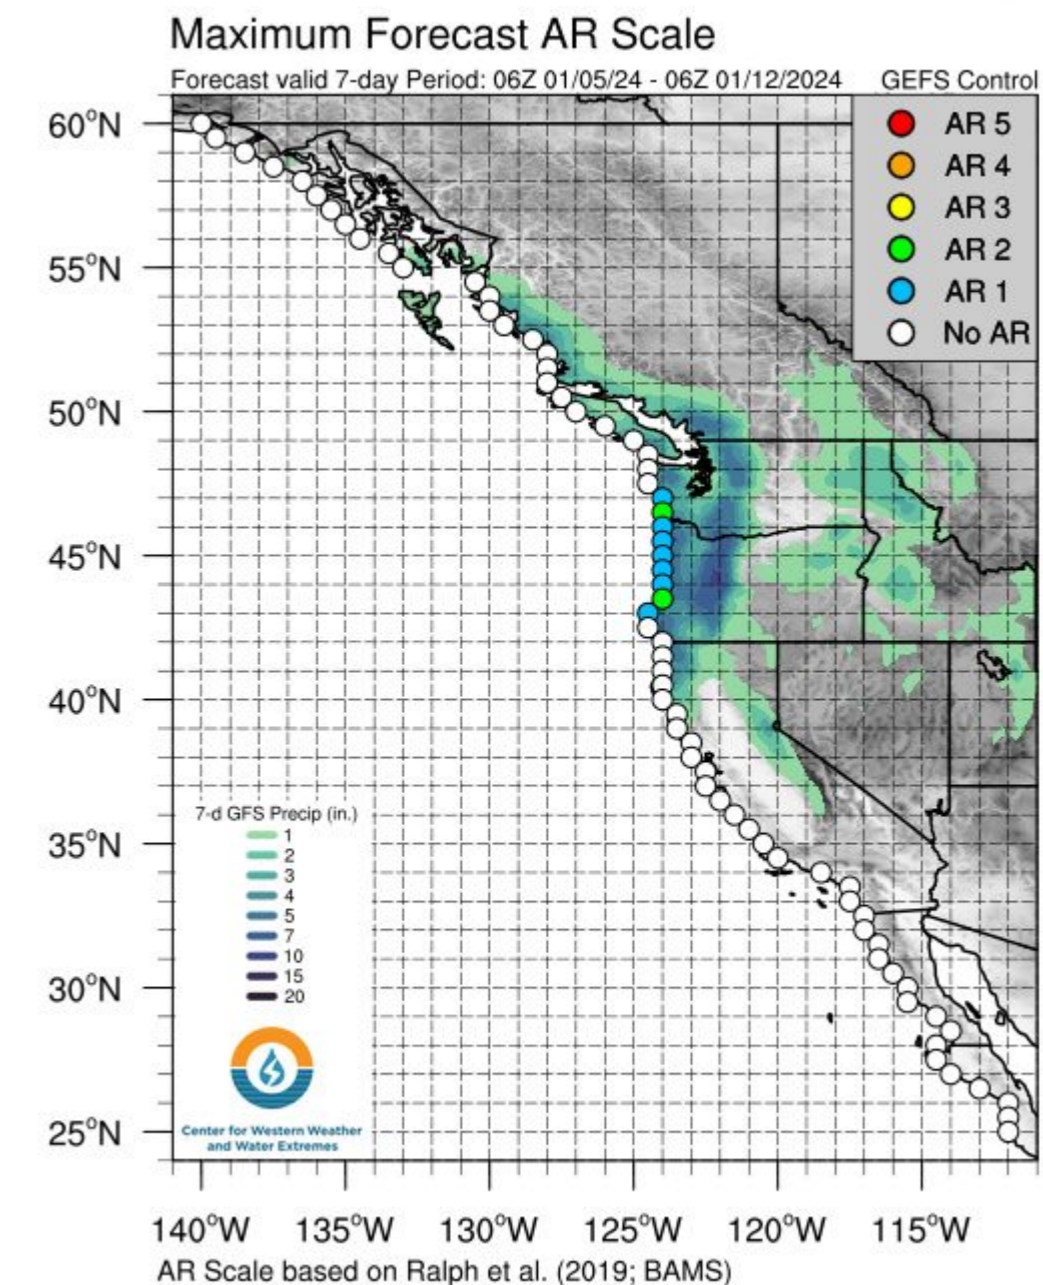 Maximum Forecast AR Scale
Forecast valid 7-day Period: 06Z 01/05/24 - 06Z 01/12/2024 GEFS Control
AR 5
AR 4
AR 3
AR 2
AR 1
No AR
60°N
55°N
50°N
45°N
40°N
35°N
30°N
25°N
7-d GFS Precip (in.)
1
2
3
4
5
7
10
15
20
Center for Western Weather
and Water Extremes
140°W 135°W 130°W 125°W 120°W 115°W
AR Scale based on Ralph et al. (2019; BAMS)